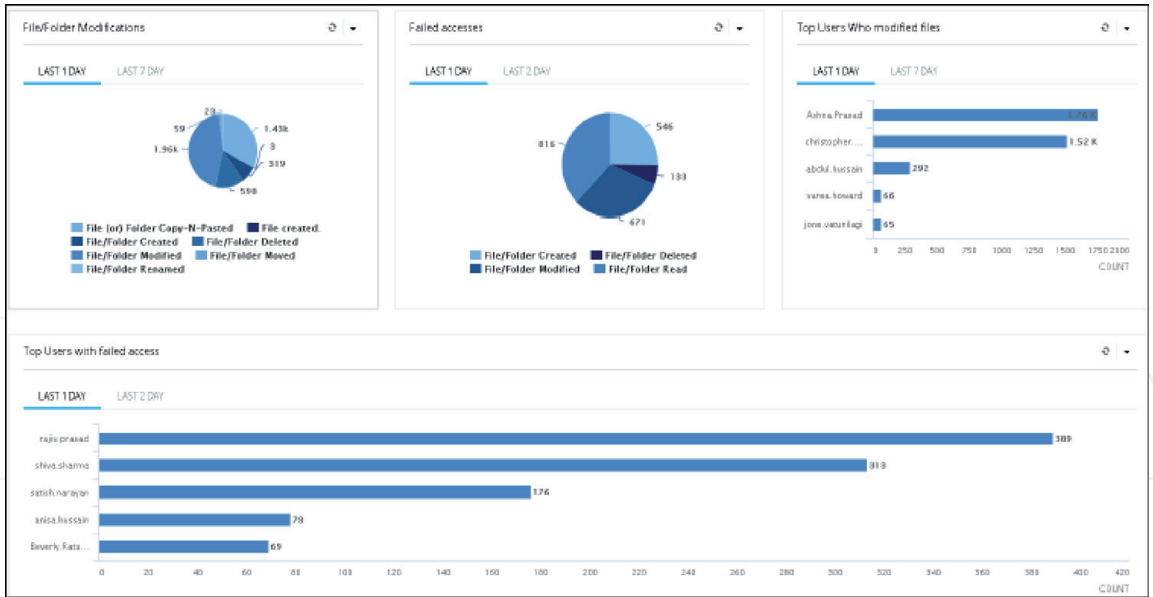 File/Folder Modifications
LAST 1 DAY LAST 7 DAY
28
59
1.43k
1.96k
3
319
598
File (or) Folder Copy-N-Pasted File created.
File/Folder Created File/Folder Deleted
File/Folder Modified File/Folder Moved
File/Folder Renamed
Failed accesses
LAST 1 DAY LAST 2 DAY
546
816
133
671
File/Folder Created File/Folder Deleted
File/Folder Modified File/Folder Read
Top Users Who modified files
LAST 1 DAY LAST 7 DAY
Ashna.Prasad 1.76 K
christopher.... 1.52 K
abdul.hussain 292
howard 66
65
0 250 500 750 1000 1250 1500 1750 2100
COUNT
Top Users with failed access
LAST 1 DAY LAST 2 DAY
rajiv.prasad 389
shiva.sharma 313
satish.narayan 176
anisa.hussain 78
Beverly.Rata... 69
0 20 40 60 80 100 120 140 160 180 200 220 240 260 280 300 320 340 360 380 400 420
COUNT